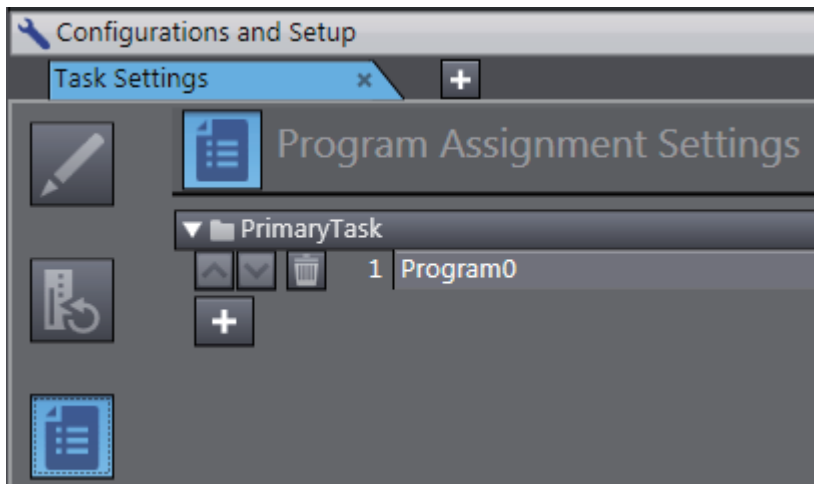 Configurations and Setup
Task Settings
Program Assignment Settings
PrimaryTask
1 Program0